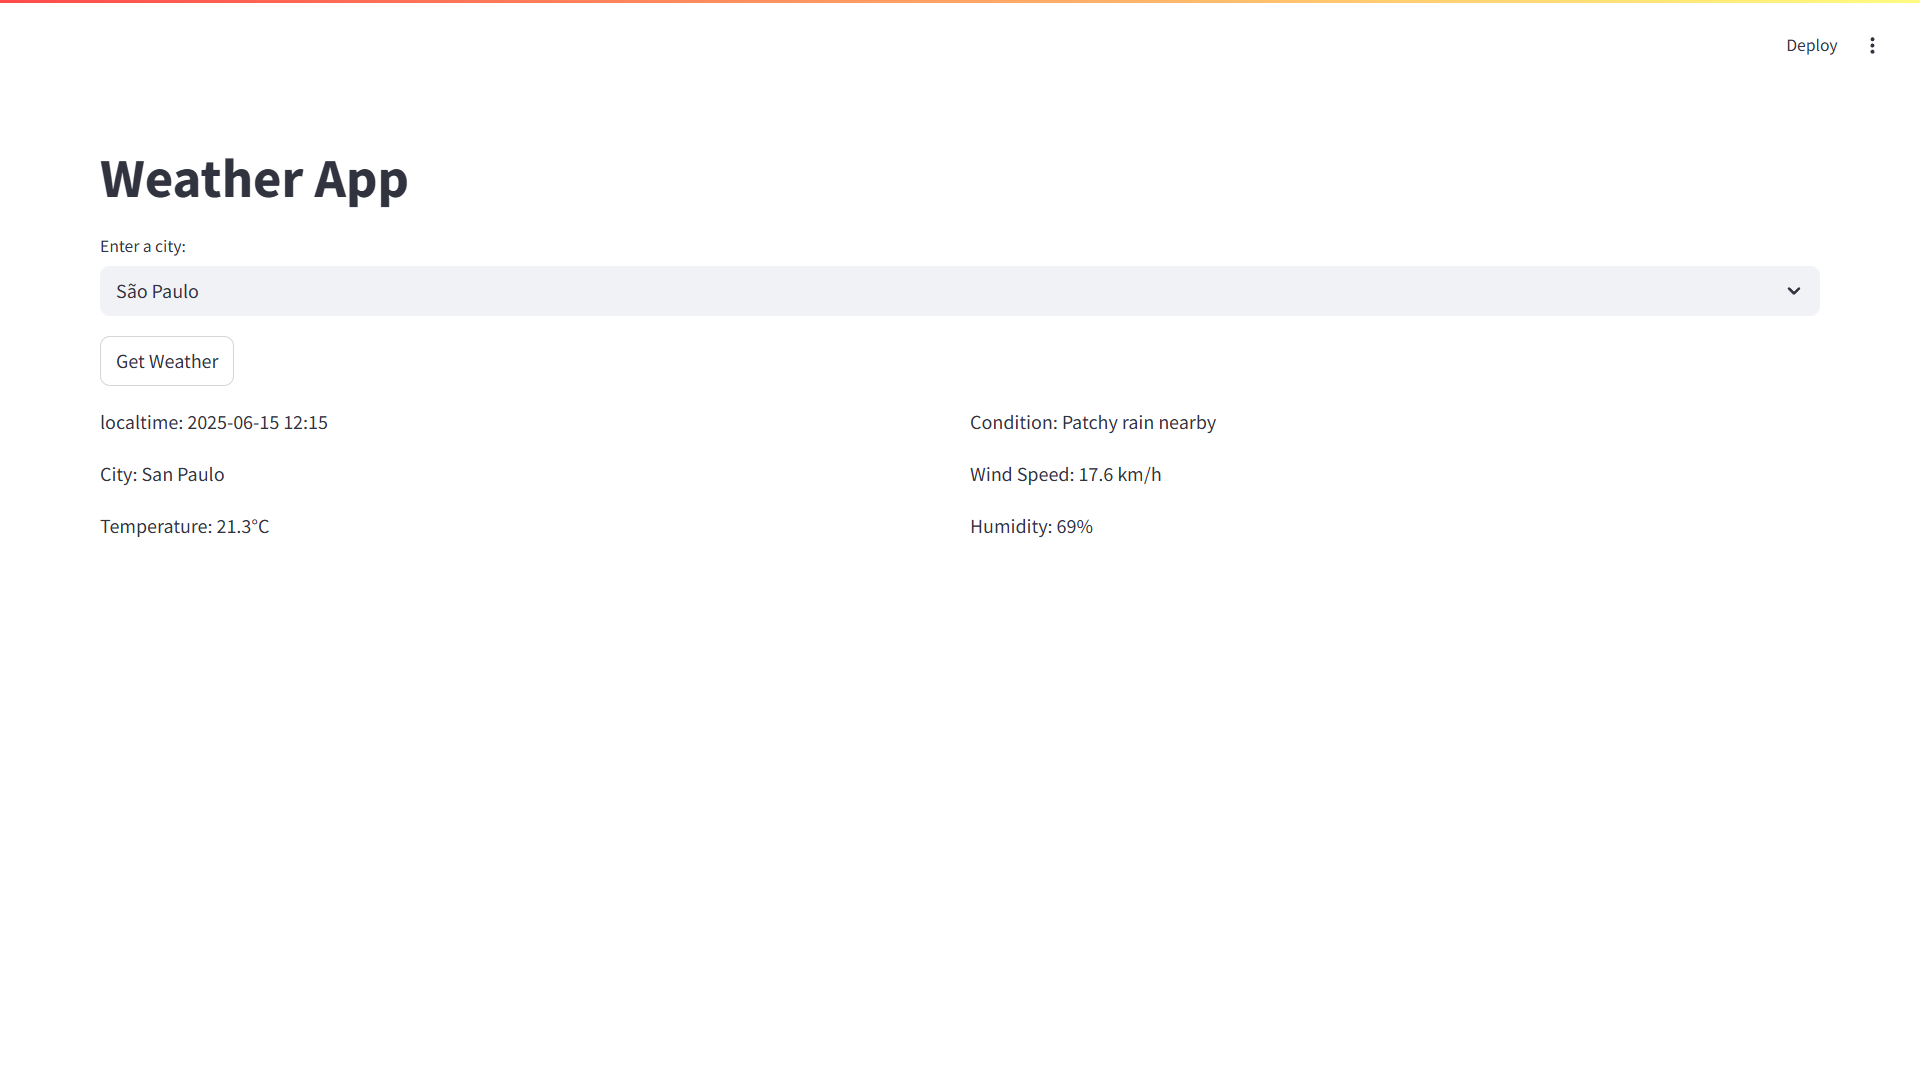 Deploy
Weather App
Enter a city:
São Paulo
Get Weather
localtime: 2025-06-15 12:15
City: San Paulo
Temperature: 21.3°C
Condition: Patchy rain nearby
Wind Speed: 17.6 km/h
Humidity: 69%